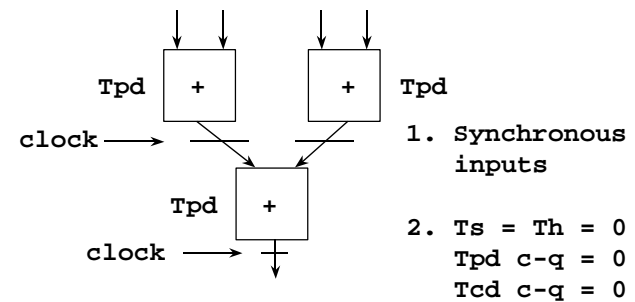 Tpd + + Tpd
clock
1. Synchronous
inputs
Tpd +
2. Ts = Th = 0
clock
Tpd c-q = 0
Tcd c-q = 0